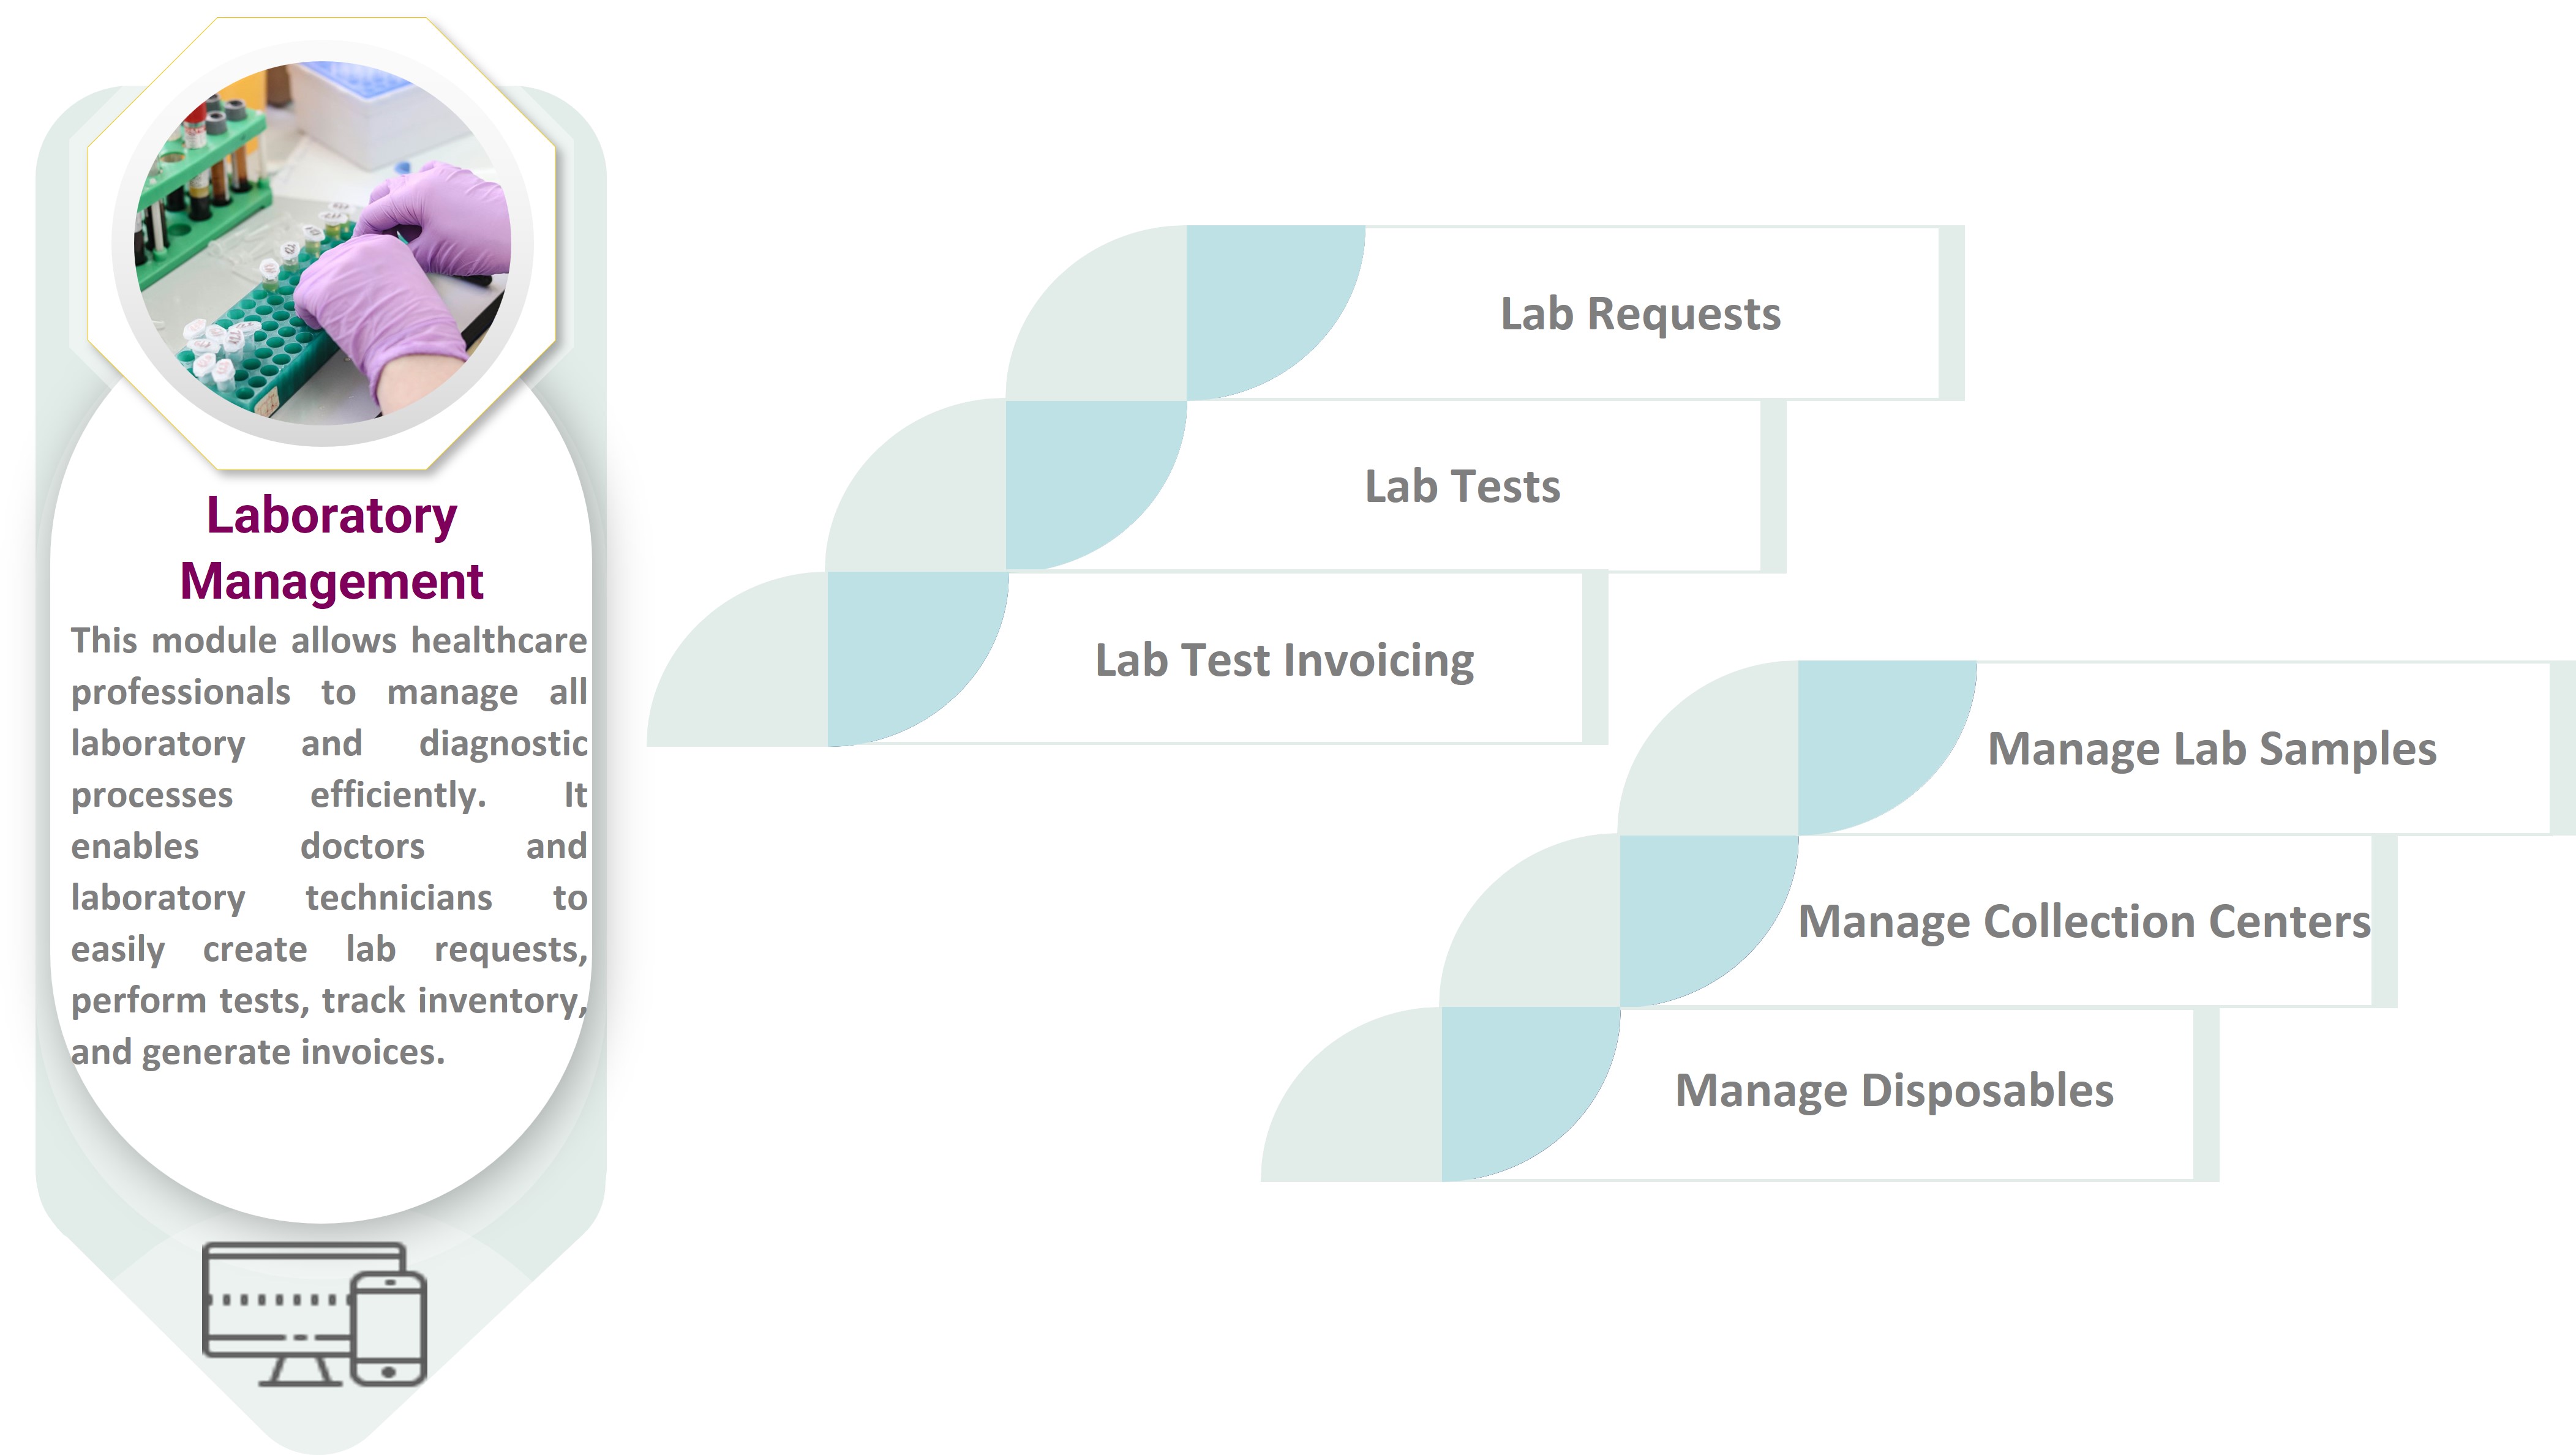 Laboratory
Management
This module allows healthcare
professionals to manage all
laboratory and diagnostic
processes efficiently. It
enables doctors and
laboratory technicians to
easily create lab requests,
perform tests, track inventory,
and generate invoices.
Lab Requests
Lab Tests
Lab Test Invoicing
Manage Lab Samples
Manage Collection Centers
Manage Disposables